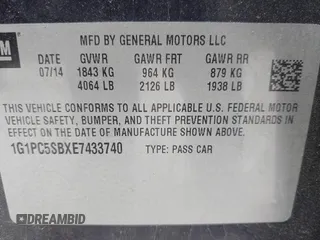 GM
MFD BY GENERAL MOTORS LLC
DATE GVWR GAWR FRT GAWR RR
07/14 1843 KG 964 KG 879 KG
4064 LB 2126 LB 1938 LB
THIS VEHICLE CONFORMS TO ALL APPLICABLE U.S. FEDERAL MOTOR
VEHICLE SAFETY, BUMPER, AND THEFT PREVENTION STANDARDS
IN EFFECT ON THE DATE OF MANUFACTURE SHOWN ABOVE.
1G1PC5SBXE7433740 TYPE: PASS CAR
DREAMBID